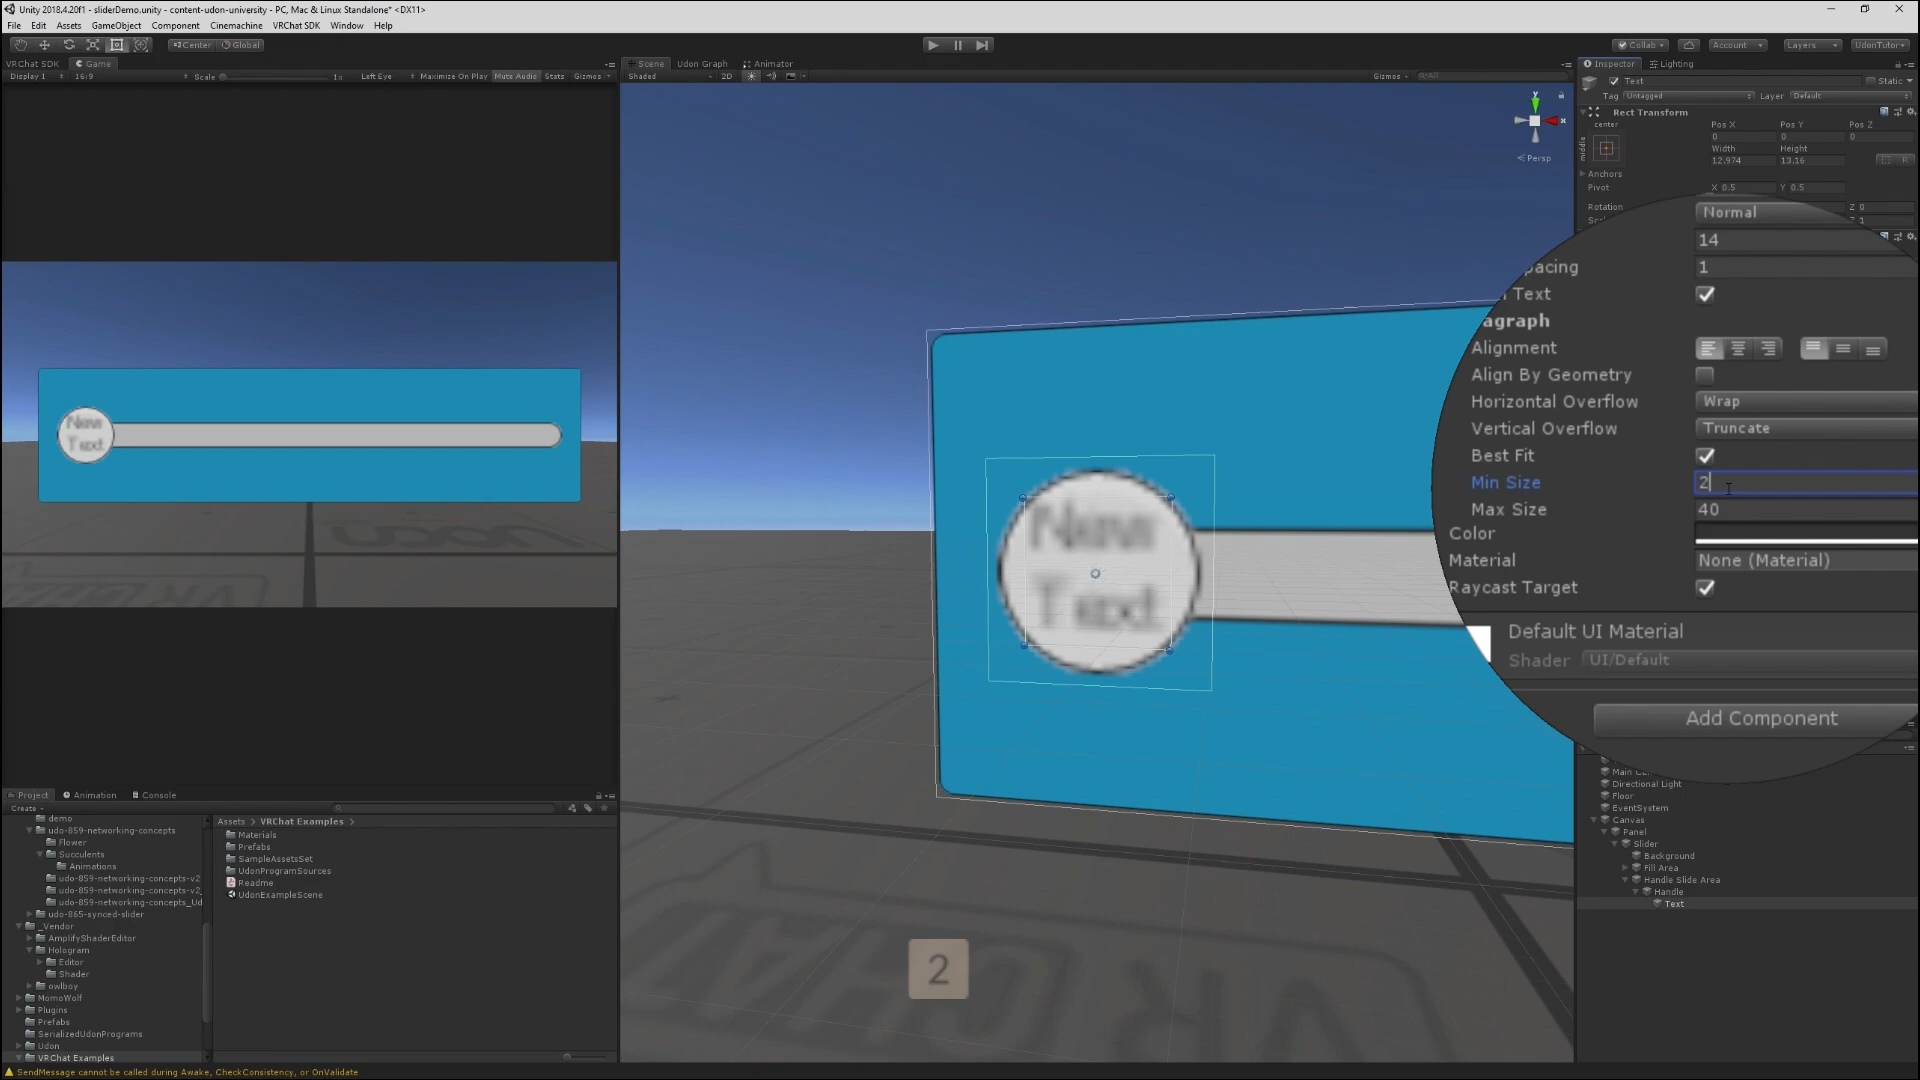 Unity 2018.4.20f1 - sliderDemo.unity - content-udon-university - PC, Mac & Linux Standalone* <DX11>
File Edit Assets GameObject Component Cinemachine VRChat SDK Window Help
Center Global
Collab Account Layers UdonTutor
VRChat SDK Game
Display 1 16:9 Scale 1x Left Eye Maximize On Play Mute Audio Stats Gizmos
Scene Udon Graph Animator
Shaded 2D Gizmos All
y
x
Persp
New
Text
New
Text
Inspector Lighting
Text Static
Tag Untagged Layer Default
Rect Transform
center Pos X Pos Y Pos Z
0 0 0
middle Width Height
12.974 13.16 R
Anchors
Pivot X 0.5 Y 0.5
Rotation Z 0
Z 1
Normal
14
pacing 1
Text
agraph
Alignment
Align By Geometry
Horizontal Overflow Wrap
Vertical Overflow Truncate
Best Fit
Min Size 2
Max Size 40
Color
Material None (Material)
Raycast Target
Default UI Material
Shader UI/Default
Add Component
Directional Light
Floor
EventSystem
Canvas
Panel
Slider
Background
Fill Area
Handle Slide Area
Handle
Text
2
Project Animation Console
Create
demo
udo-859-networking-concepts
Flower
Succulents
Animations
udo-859-networking-concepts-v2
udo-859-networking-concepts-v2_
udo-859-networking-concepts_Ud
udo-865-synced-slider
_Vendor
AmplifyShaderEditor
Hologram
Editor
Shader
owlboy
MomoWolf
Plugins
Prefabs
SerializedUdonPrograms
Udon
VRChat Examples
Assets > VRChat Examples >
Materials
Prefabs
SampleAssetsSet
UdonProgramSources
Readme
UdonExampleScene
SendMessage cannot be called during Awake, CheckConsistency, or OnValidate